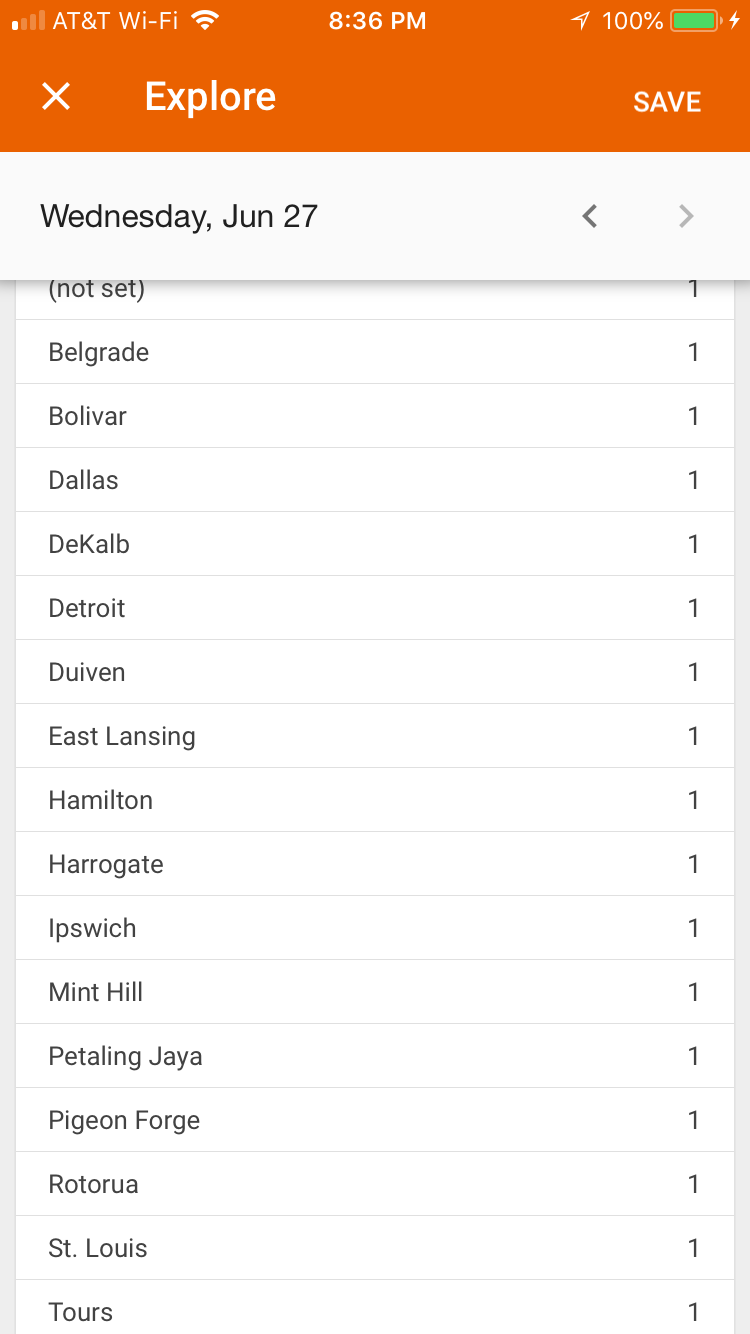 AT&T Wi-Fi 8:36 PM 100%
Explore SAVE
Wednesday, Jun 27
(not set) 1
Belgrade 1
Bolivar 1
Dallas 1
DeKalb 1
Detroit 1
Duiven 1
East Lansing 1
Hamilton 1
Harrogate 1
Ipswich 1
Mint Hill 1
Petaling Jaya 1
Pigeon Forge 1
Rotorua 1
St. Louis 1
Tours 1